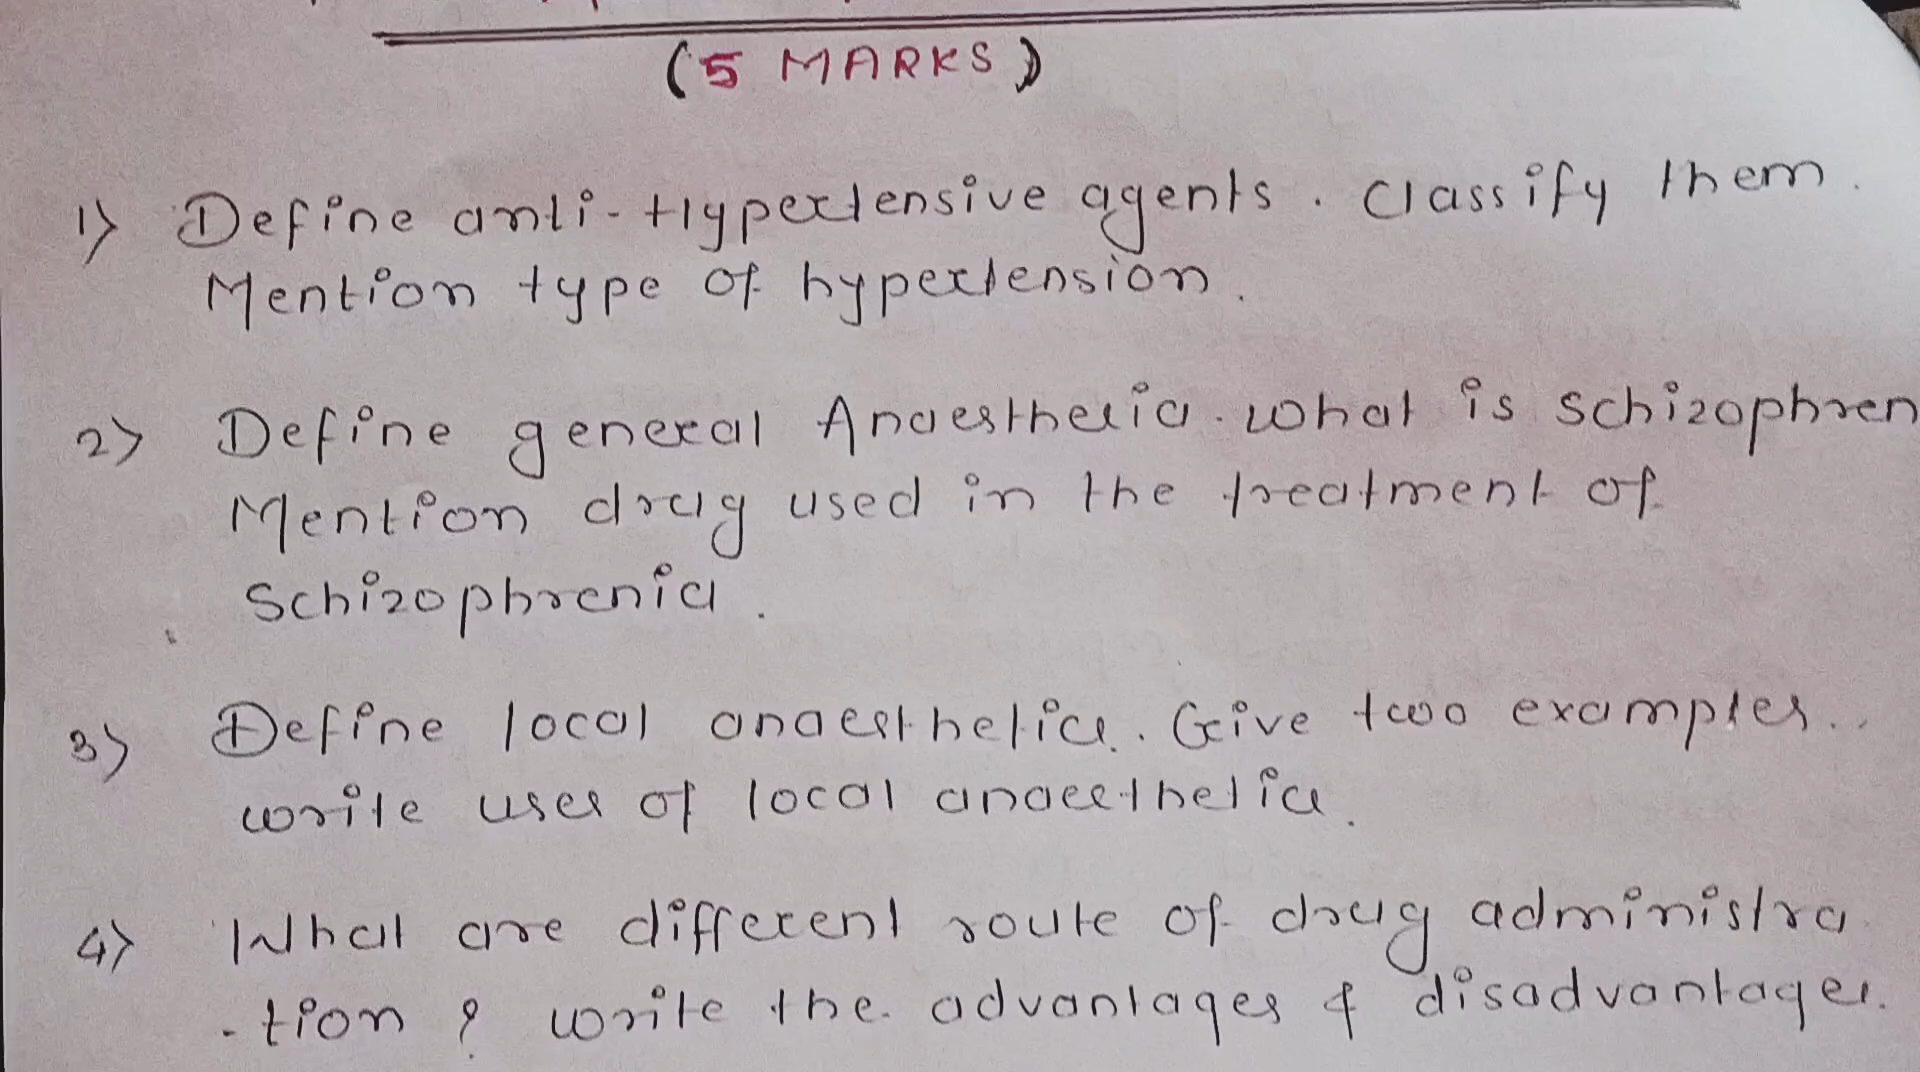 (5 MARKS)
1) Define anti-Hypertensive agents. Classify them.
Mention type of hypertension.
2) Define general Anaesthesia. what is schizophren
Mention drug used in the treatment of
schizophrenia.
3) Define local anaesthetics. Give two examples..
write uses of local anaesthetics.
4) What are different route of drug administra
-tion ? write the advantages & disadvantages.